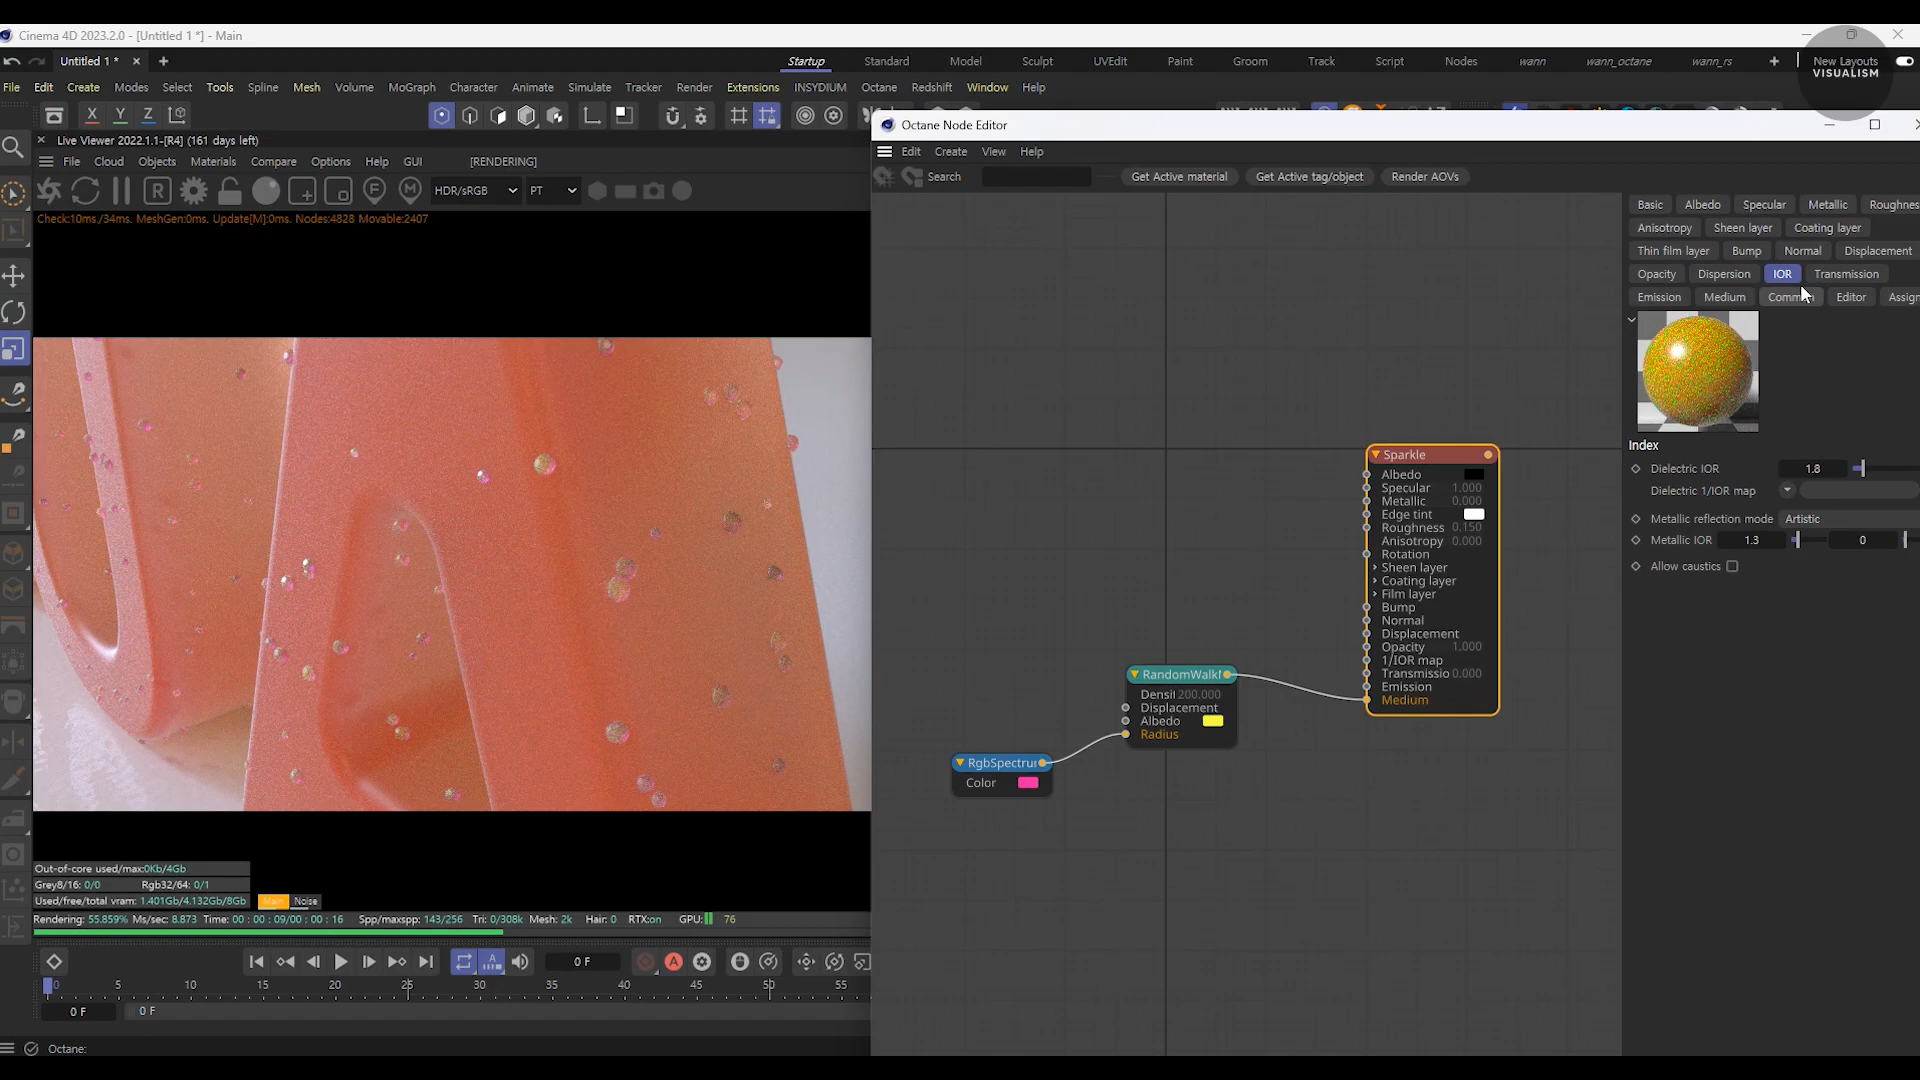 Cinema 4D 2023.2.0 - [Untitled 1 *] - Main
Untitled 1 *
Startup Standard Model Sculpt UVEdit Paint Groom Track Script Nodes wann wann_octane wann_rs New Layouts
VISUALISM
File Edit Create Modes Select Tools Spline Mesh Volume MoGraph Character Animate Simulate Tracker Render Extensions INSYDIUM Octane Redshift Window Help
X Y Z
Live Viewer 2022.1.1-[R4] (161 days left)
File Cloud Objects Materials Compare Options Help GUI [RENDERING]
HDR/sRGB PT
Check:10ms./34ms. MeshGen:0ms. Update[M]:0ms. Nodes:4828 Movable:2407
Out-of-core used/max:0Kb/4Gb
Grey8/16: 0/0 Rgb32/64: 0/1
Used/free/total vram: 1.401Gb/4.132Gb/8Gb
Main Noise
Rendering: 55.859% Ms/sec: 8.873 Time: 00 : 00 : 09/00 : 00 : 16 Spp/maxspp: 143/256 Tri: 0/308k Mesh: 2k Hair: 0 RTX:on GPU: 76
0 F
0 5 10 15 20 25 30 35 40 45 50 55
0 F 0 F
Octane:
Octane Node Editor
Edit Create View Help
Search Get Active material Get Active tag/object Render AOVs
Sparkle
Albedo
Specular 1.000
Metallic 0.000
Edge tint
Roughness 0.150
Anisotropy 0.000
Rotation
Sheen layer
Coating layer
Film layer
Bump
Normal
Displacement
Opacity 1.000
1/IOR map
Transmissio 0.000
Emission
Medium
RandomWalkI
Densil 200.000
Displacement
Albedo
Radius
RgbSpectrur
Color
Basic Albedo Specular Metallic Roughnes
Anisotropy Sheen layer Coating layer
Thin film layer Bump Normal Displacement
Opacity Dispersion IOR Transmission
Emission Medium Comm Editor Assign
Index
Dielectric IOR 1.8
Dielectric 1/IOR map
Metallic reflection mode Artistic
Metallic IOR 1.3 0
Allow caustics